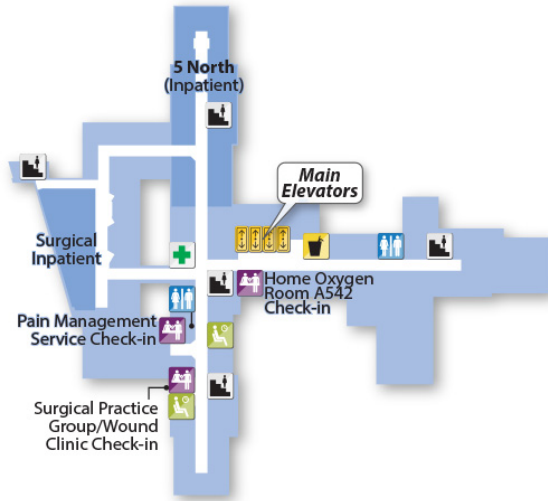 5 North
(Inpatient)
Main
Elevators
Surgical
Inpatient
Home Oxygen
Room A542
Check-in
Pain Management
Service Check-in
Surgical Practice
Group/Wound
Clinic Check-in